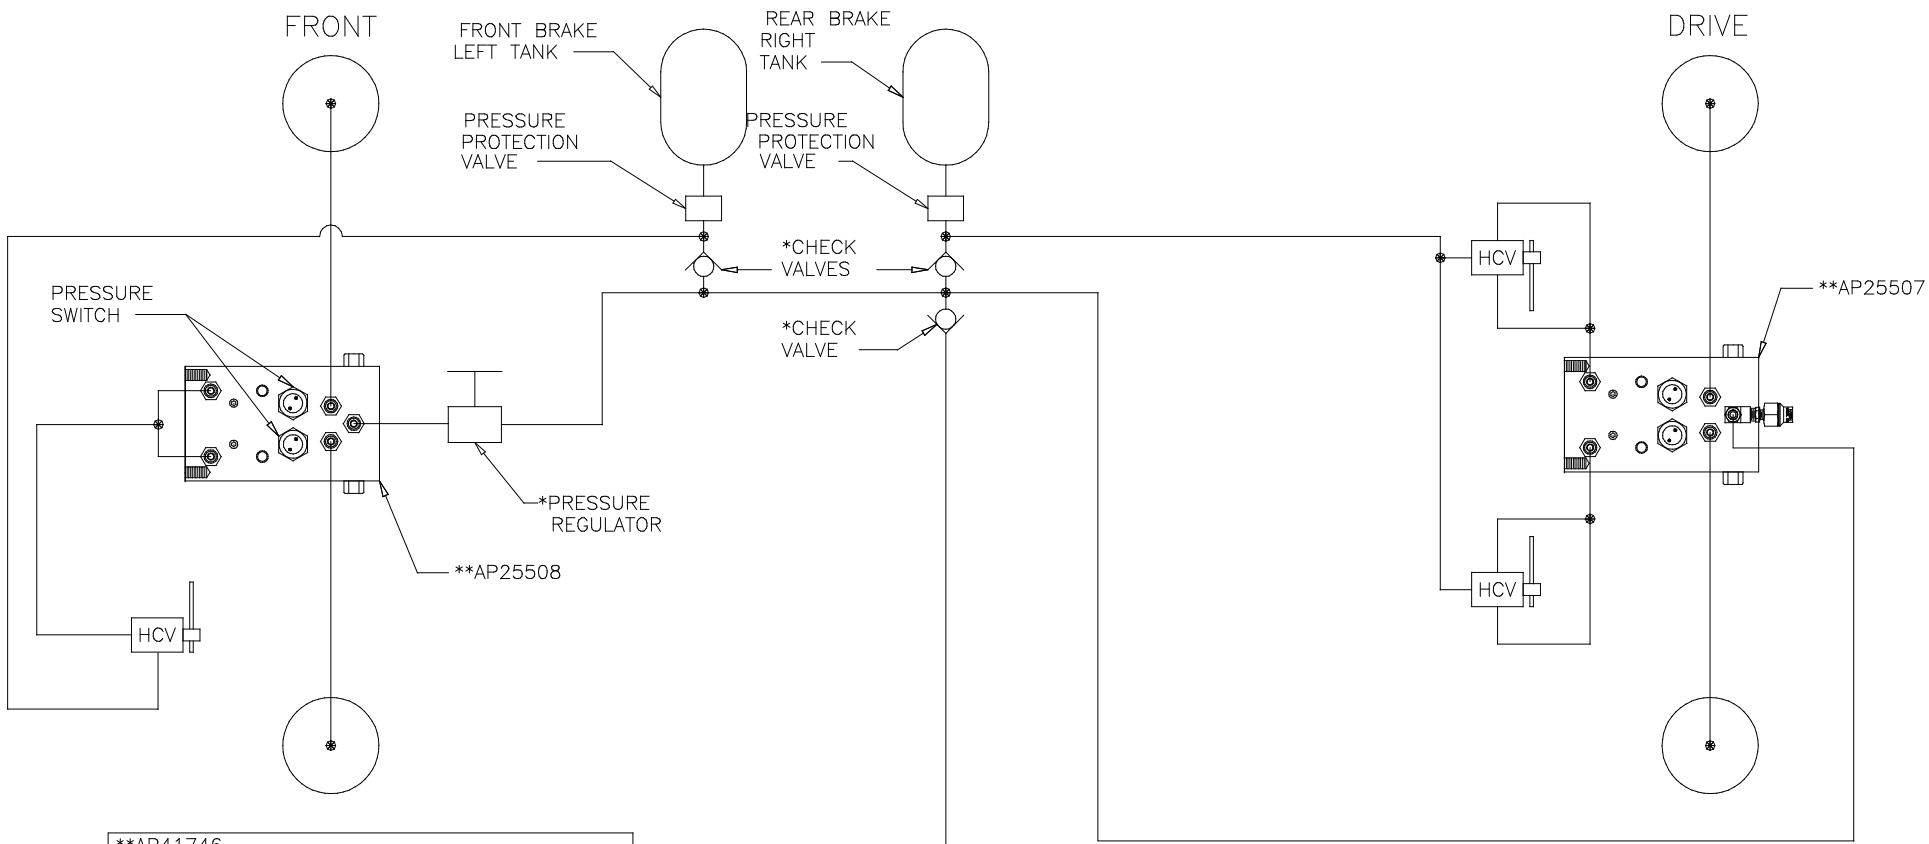 FRONT
FRONT BRAKE
LEFT TANK
REAR BRAKE
RIGHT
TANK
DRIVE
PRESSURE
PROTECTION
VALVE
PRESSURE
PROTECTION
VALVE
*CHECK
VALVES
HCV
PRESSURE
SWITCH
**AP25507
*CHECK
VALVE
*PRESSURE
REGULATOR
**AP25508
HCV
HCV
**AP41746